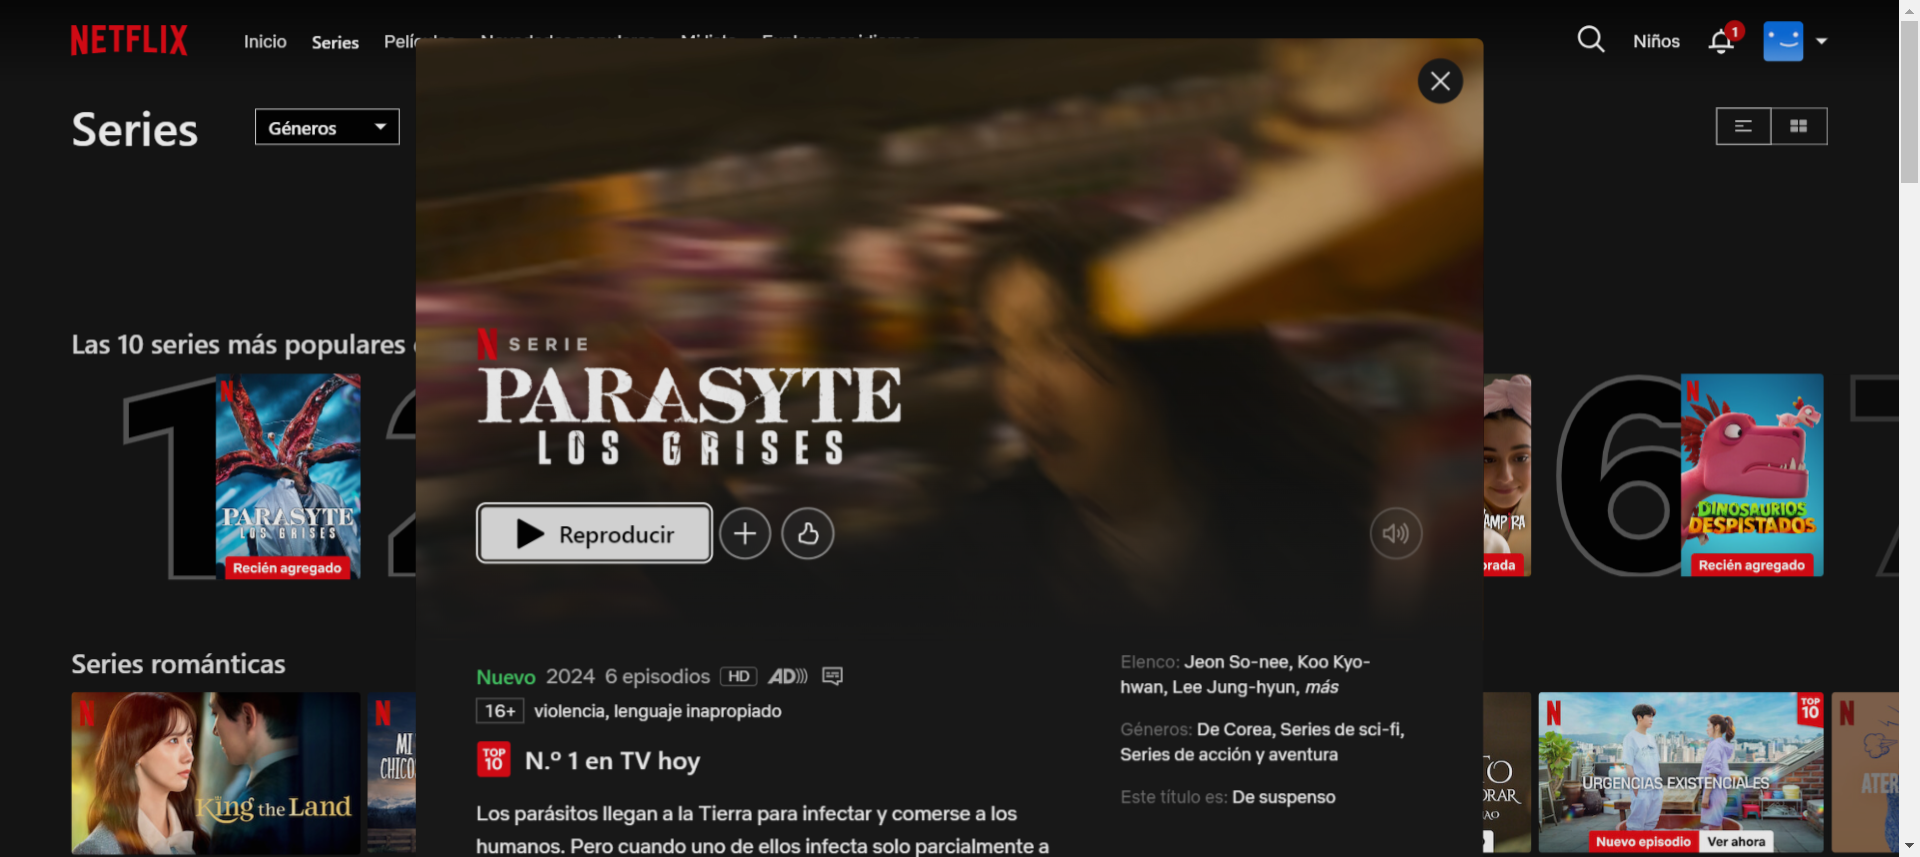 NETFLIX
Inicio
Series
Niños
1
Series
Géneros
N SERIE
PARASYTE
LOS GRISES
Reproducir
Las 10 series más populares
1
N
PARASYTE
LOS GRISES
Recién agregado
2
6
N
DINOSAURIOS
DESPISTADOS
Recién agregado
7
Nuevo 2024 6 episodios HD AD
16+ violencia, lenguaje inapropiado
TOP
10
N.º 1 en TV hoy
Los parásitos llegan a la Tierra para infectar y comerse a los
humanos. Pero cuando uno de ellos infecta solo parcialmente a
Elenco: Jeon So-nee, Koo Kyo-
hwan, Lee Jung-hyun, más
Géneros: De Corea, Series de sci-fi,
Series de acción y aventura
Este título es: De suspenso
Series románticas
N
King the Land
N
MI
CHICO
N
TOP
10
URGENCIAS EXISTENCIALES
Nuevo episodio
Ver ahora
N